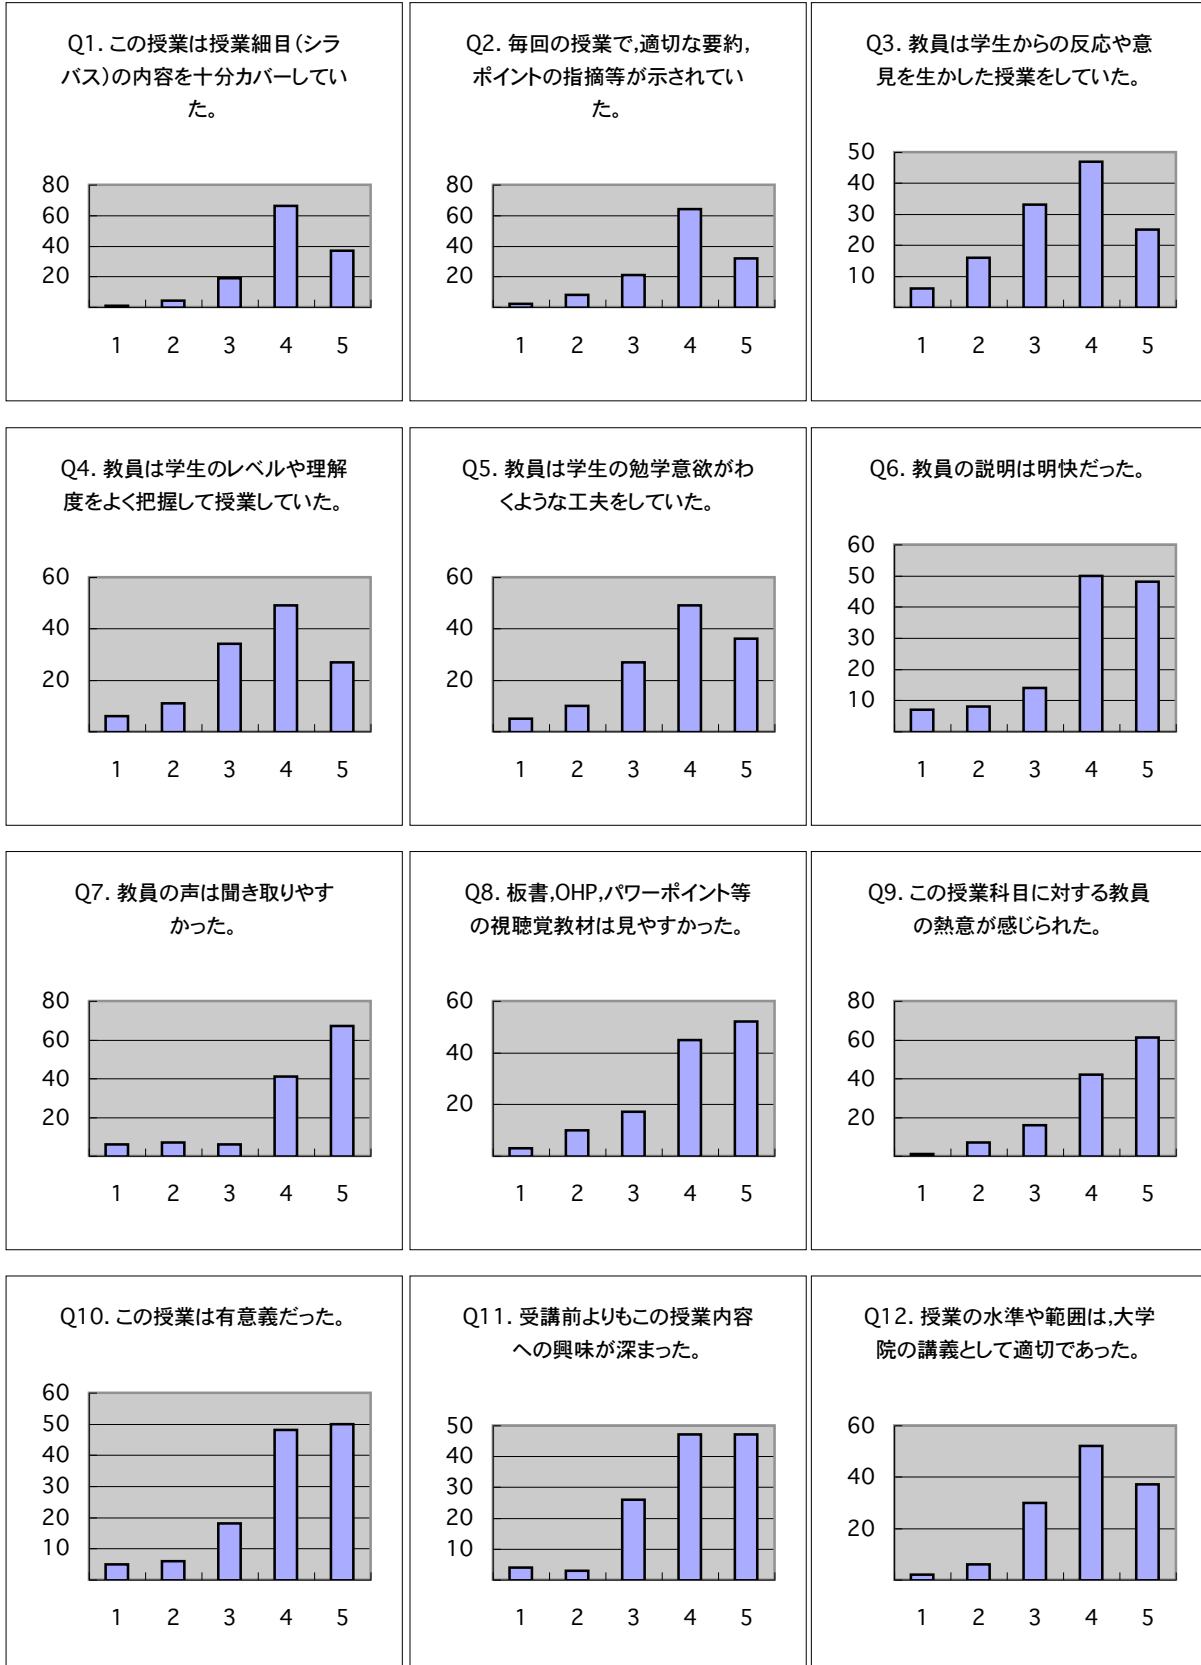 Q1. この授業は授業細目(シラ
バス)の内容を十分カバーしてい
た。
80
60
40
20
1 2 3 4 5
Q2. 毎回の授業で,適切な要約,
ポイントの指摘等が示されてい
た。
80
60
40
20
1 2 3 4 5
Q3. 教員は学生からの反応や意
見を生かした授業をしていた。
50
40
30
20
10
1 2 3 4 5
Q4. 教員は学生のレベルや理解
度をよく把握して授業していた。
60
40
20
1 2 3 4 5
Q5. 教員は学生の勉学意欲がわ
くような工夫をしていた。
60
40
20
1 2 3 4 5
Q6. 教員の説明は明快だった。
60
50
40
30
20
10
1 2 3 4 5
Q7. 教員の声は聞き取りやす
かった。
80
60
40
20
1 2 3 4 5
Q8. 板書,OHP,パワーポイント等
の視聴覚教材は見やすかった。
60
40
20
1 2 3 4 5
Q9. この授業科目に対する教員
の熱意が感じられた。
80
60
40
20
1 2 3 4 5
Q10. この授業は有意義だった。
60
50
40
30
20
10
1 2 3 4 5
Q11. 受講前よりもこの授業内容
への興味が深まった。
50
40
30
20
10
1 2 3 4 5
Q12. 授業の水準や範囲は,大学
院の講義として適切であった。
60
40
20
1 2 3 4 5